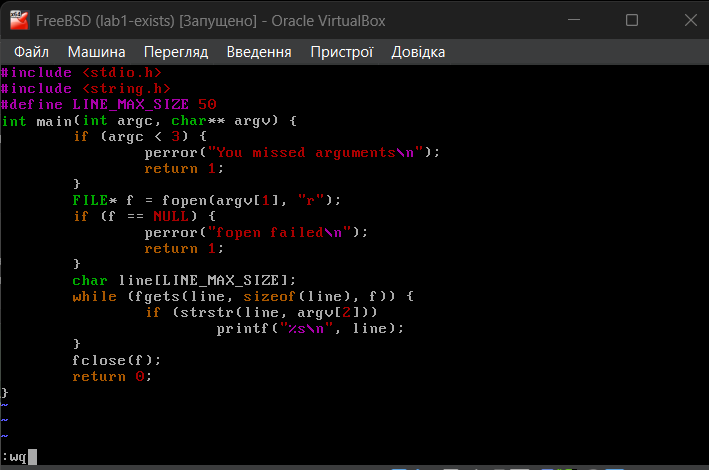 FreeBSD (lab1-exists) [Запущено] - Oracle VirtualBox
Файл Машина Перегляд Введення Пристрої Довідка
#include <stdio.h>
#include <string.h>
#define LINE_MAX_SIZE 50
int main(int argc, char** argv) {
        if (argc < 3) {
                perror("You missed arguments\n");
                return 1;
        }
        FILE* f = fopen(argv[1], "r");
        if (f == NULL) {
                perror("fopen failed\n");
                return 1;
        }
        char line[LINE_MAX_SIZE];
        while (fgets(line, sizeof(line), f)) {
                if (strstr(line, argv[2]))
                        printf("%s\n", line);
        }
        fclose(f);
        return 0;
}
~
~
~
:wq